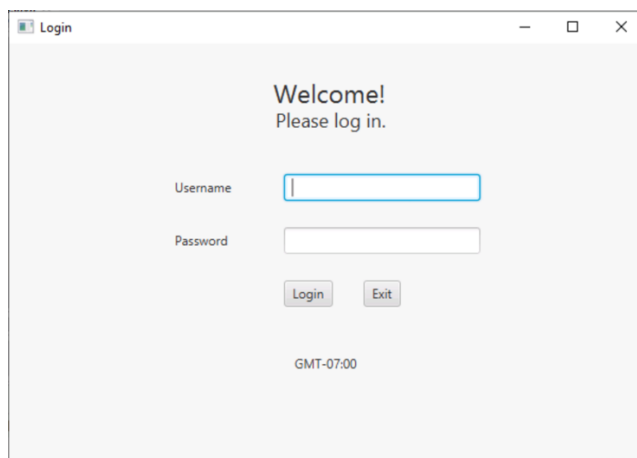 Login
Welcome!
Please log in.
Username
Password
Login Exit
GMT-07:00